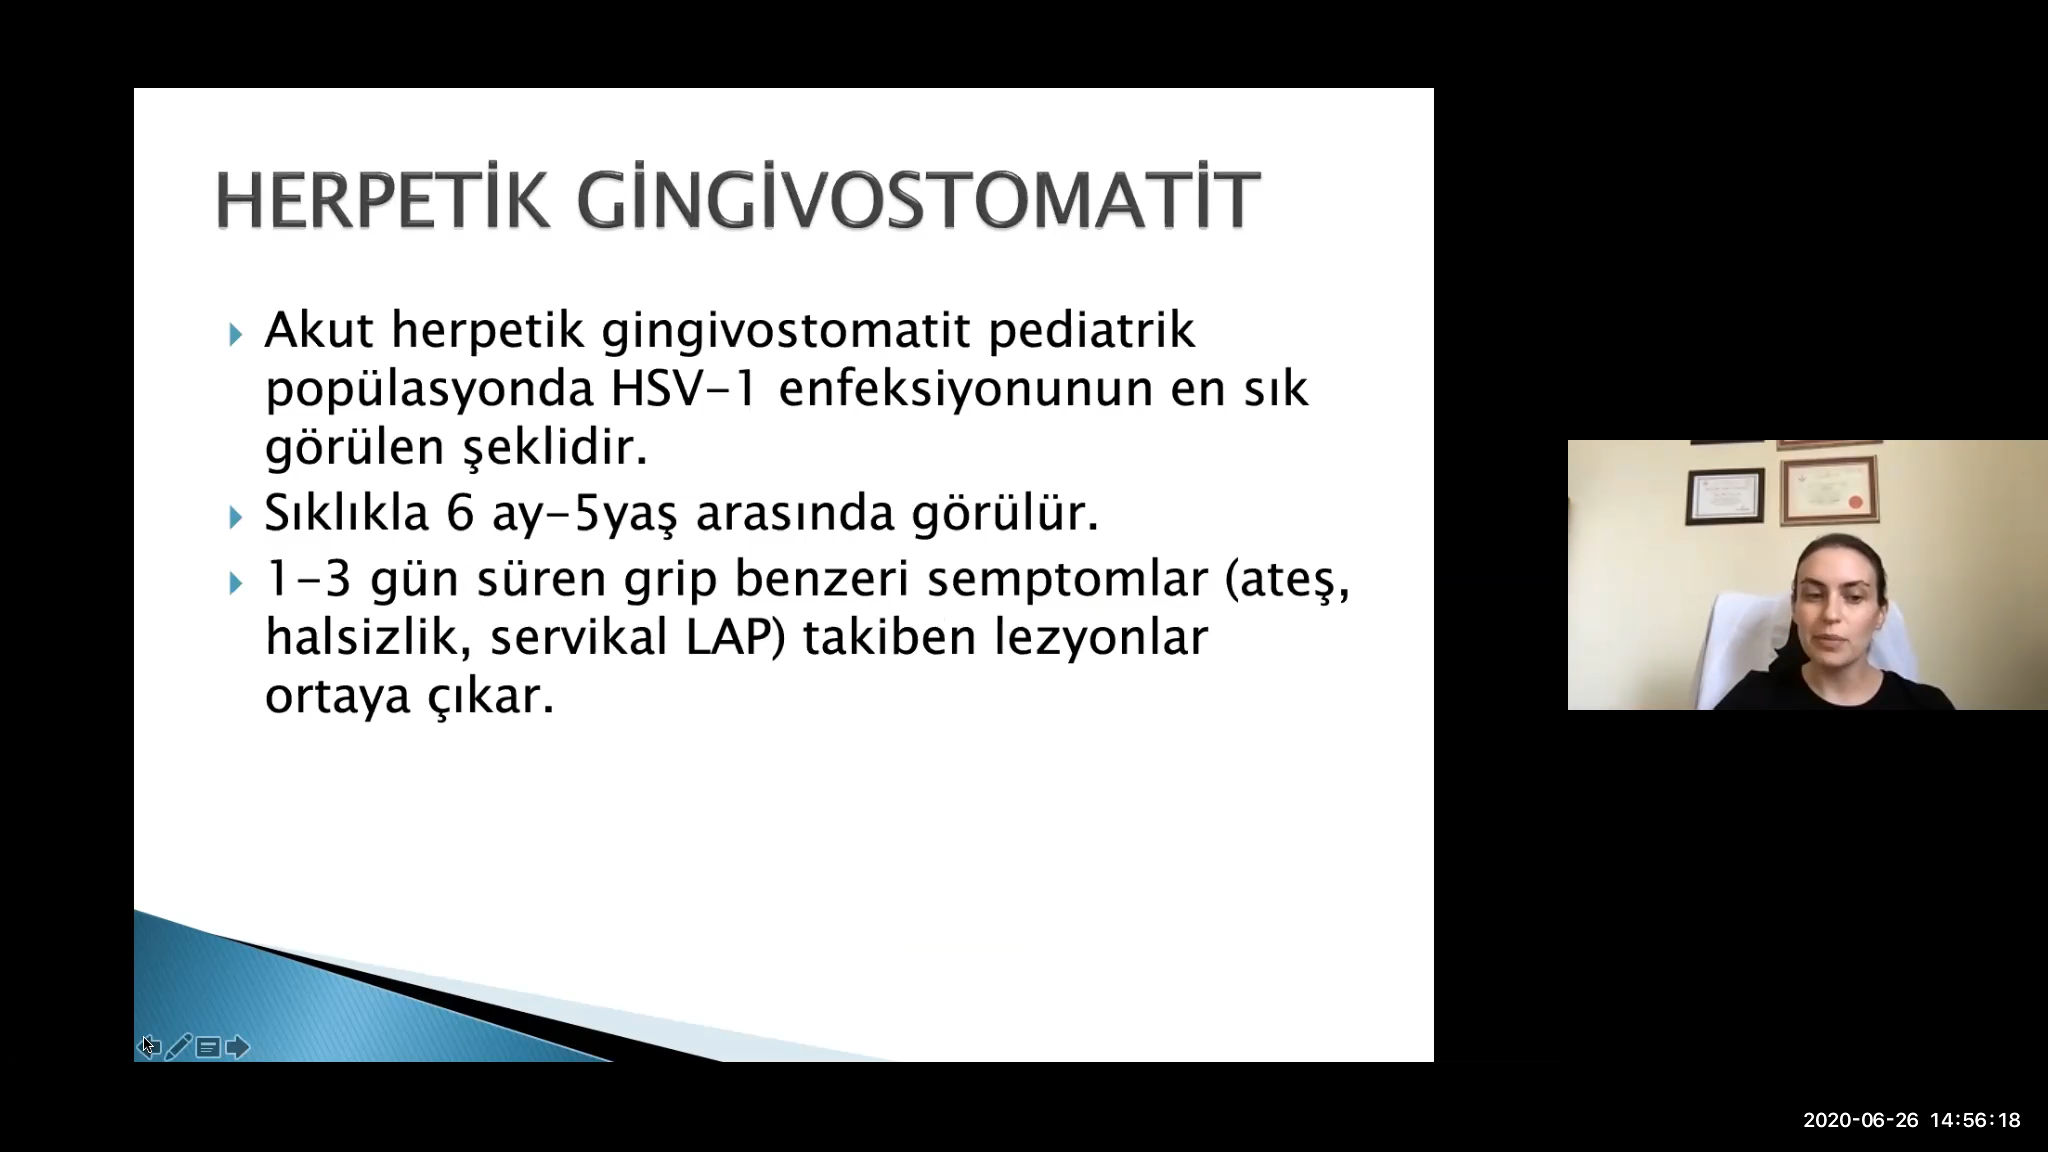 HERPETİK GİNGİVOSTOMATİT
Akut herpetik gingivostomatit pediatrik
popülasyonda HSV-1 enfeksiyonunun en sık
görülen şeklidir.
Sıklıkla 6 ay-5yaş arasında görülür.
1-3 gün süren grip benzeri semptomlar (ateş,
halsizlik, servikal LAP) takiben lezyonlar
ortaya çıkar.
2020-06-26 14:56:18